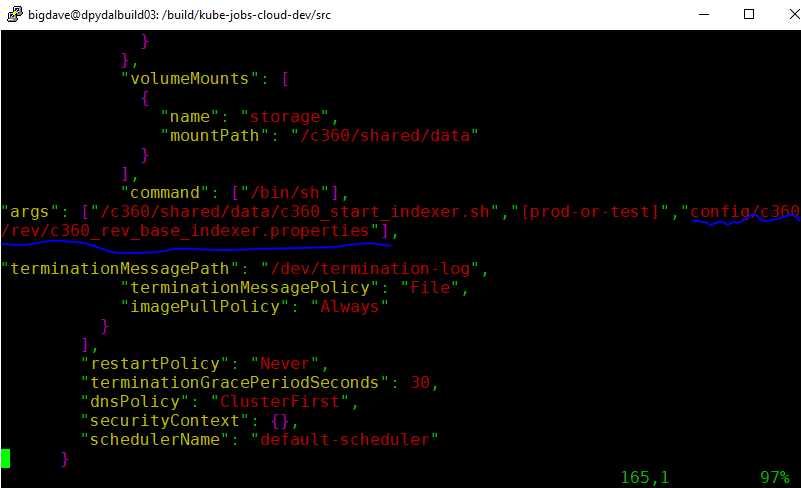 bigdave@dpydalbuild03: /build/kube-jobs-cloud-dev/src
}
},
"volumeMounts": [
{
"name": "storage",
"mountPath": "/c360/shared/data"
}
],
"command": ["/bin/sh"],
"args": ["/c360/shared/data/c360_start_indexer.sh","[prod-or-test]","config/c360
/rev/c360_rev_base_indexer.properties"],
"terminationMessagePath": "/dev/termination-log",
"terminationMessagePolicy": "File",
"imagePullPolicy": "Always"
}
],
"restartPolicy": "Never",
"terminationGracePeriodSeconds": 30,
"dnsPolicy": "ClusterFirst",
"securityContext": {},
"schedulerName": "default-scheduler"
}
165,1 97%